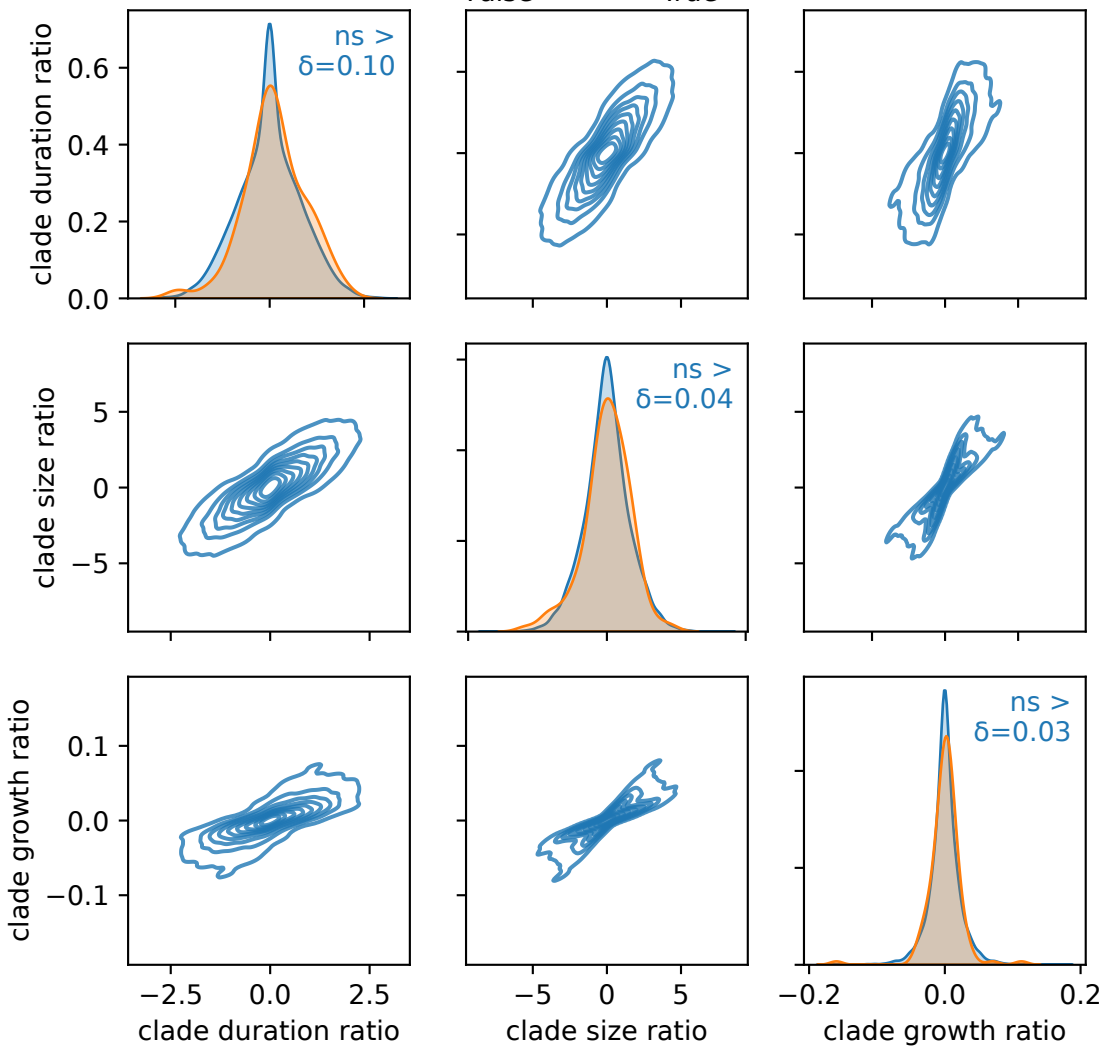 clade duration ratio
0.6
0.4
0.2
0.0
ns >
δ=0.10
clade size ratio
5
0
−5
ns >
δ=0.04
clade growth ratio
0.1
0.0
−0.1
ns >
δ=0.03
−2.5 0.0 2.5
−5 0 5
−0.2 0.0 0.2
clade duration ratio
clade size ratio
clade growth ratio